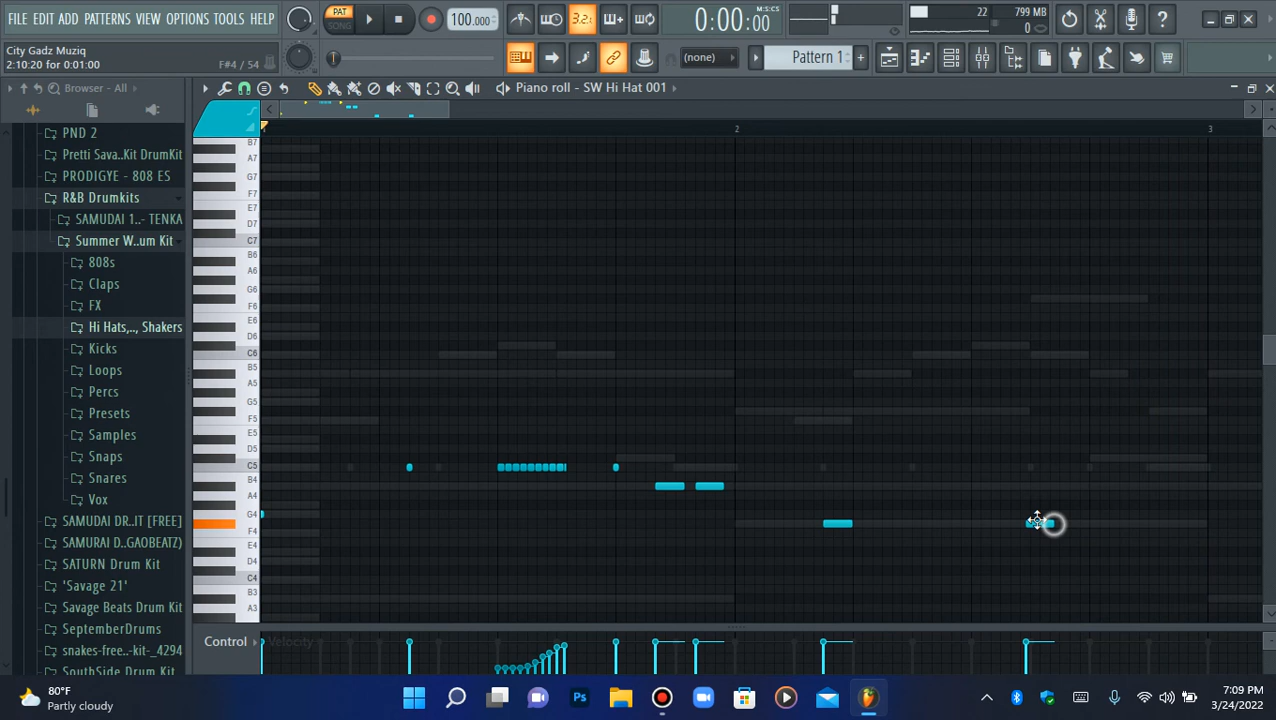 FILE EDIT ADD PATTERNS VIEW OPTIONS TOOLS HELP
PAT
SONG
100.000
3.2.
0:00:00
M:S:CS
22
799 MB
0
City Gadz Muziq
2:10:20 for 0:01:00
F#4 / 54
(none)
Pattern 1
Browser - All
Piano roll - SW Hi Hat 001
PND 2
Pretti Sava..Kit DrumKit
PRODIGYE - 808 ES
R&B Drumkits
SAMUDAI 1..- TENKA
Summer W..um Kit
808s
Claps
FX
Hi Hats,.., Shakers
Kicks
Loops
Percs
Presets
Samples
Snaps
Snares
Vox
SAMURAI DR..IT [FREE]
SAMURAI D..GAOBEATZ)
SATURN Drum Kit
'Savage 21'
Savage Beats Drum Kit
SeptemberDrums
snakes-free..-kit-_4294
SouthSide Drum Kit
2
3
B7
A7
G7
F7
E7
D7
C7
B6
A6
G6
F6
E6
D6
C6
B5
A5
G5
F5
E5
D5
C5
B4
A4
G4
F4
E4
D4
C4
B3
A3
Control
Velocity
80°F
Partly cloudy
Ps
7:09 PM
3/24/2022